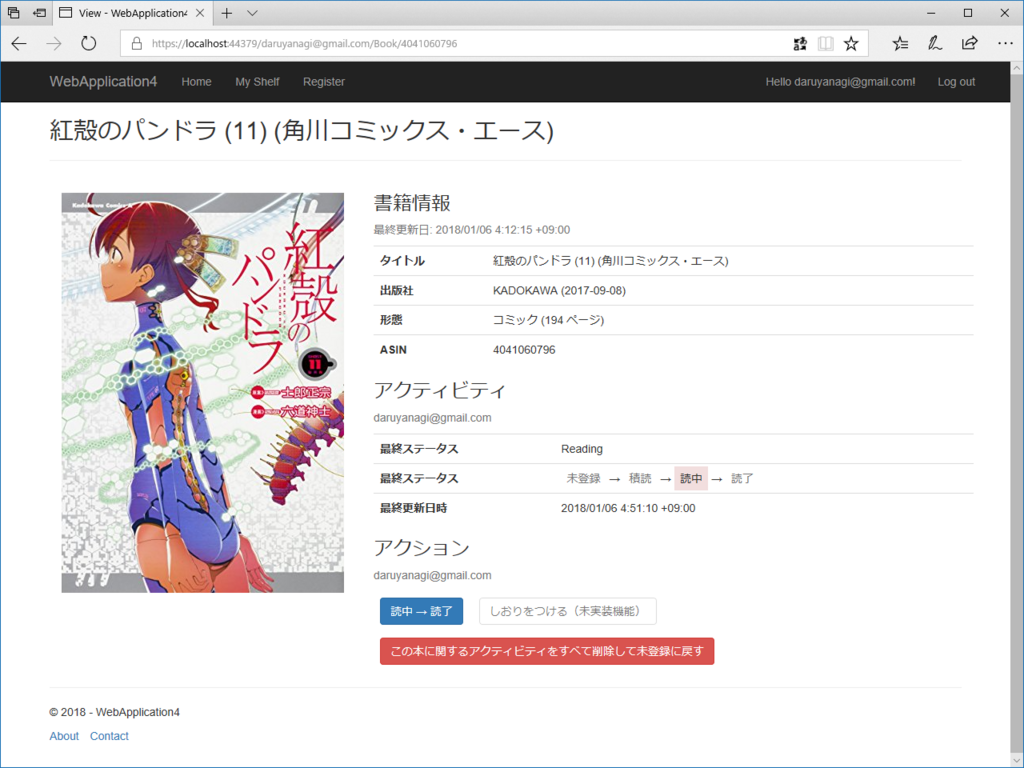 View - WebApplication4
https://localhost:44379/daruyanagi@gmail.com/Book/4041060796
WebApplication4 Home My Shelf Register Hello daruyanagi@gmail.com! Log out
紅殻のパンドラ (11) (角川コミックス・エース)
Kadokawa Comics A
紅殻の
パンドラ
11
士郎正宗
六道神士
書籍情報
最終更新日: 2018/01/06 4:12:15 +09:00
タイトル 紅殻のパンドラ (11) (角川コミックス・エース)
出版社 KADOKAWA (2017-09-08)
形態 コミック (194 ページ)
ASIN 4041060796
アクティビティ
daruyanagi@gmail.com
最終ステータス Reading
最終ステータス 未登録 → 積読 → 読中 → 読了
最終更新日時 2018/01/06 4:51:10 +09:00
アクション
daruyanagi@gmail.com
読中 → 読了 しおりをつける（未実装機能）
この本に関するアクティビティをすべて削除して未登録に戻す
© 2018 - WebApplication4
About Contact